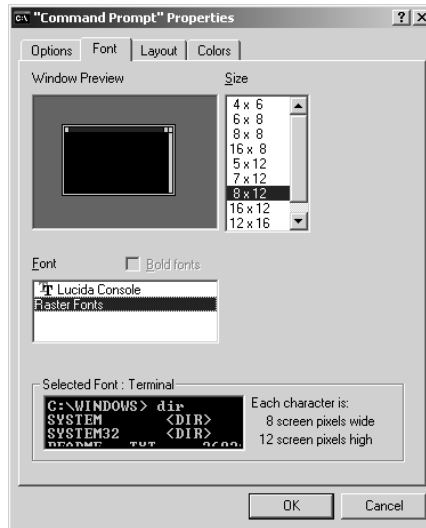 "Command Prompt" Properties
Options Font Layout Colors
Window Preview Size
4 x 6
6 x 8
8 x 8
16 x 8
5 x 12
7 x 12
8 x 12
16 x 12
12 x 16
Font Bold fonts
Lucida Console
Raster Fonts
Selected Font : Terminal
C:\WINDOWS> dir
SYSTEM <DIR>
SYSTEM32 <DIR>
README TXT
Each character is:
8 screen pixels wide
12 screen pixels high
OK Cancel